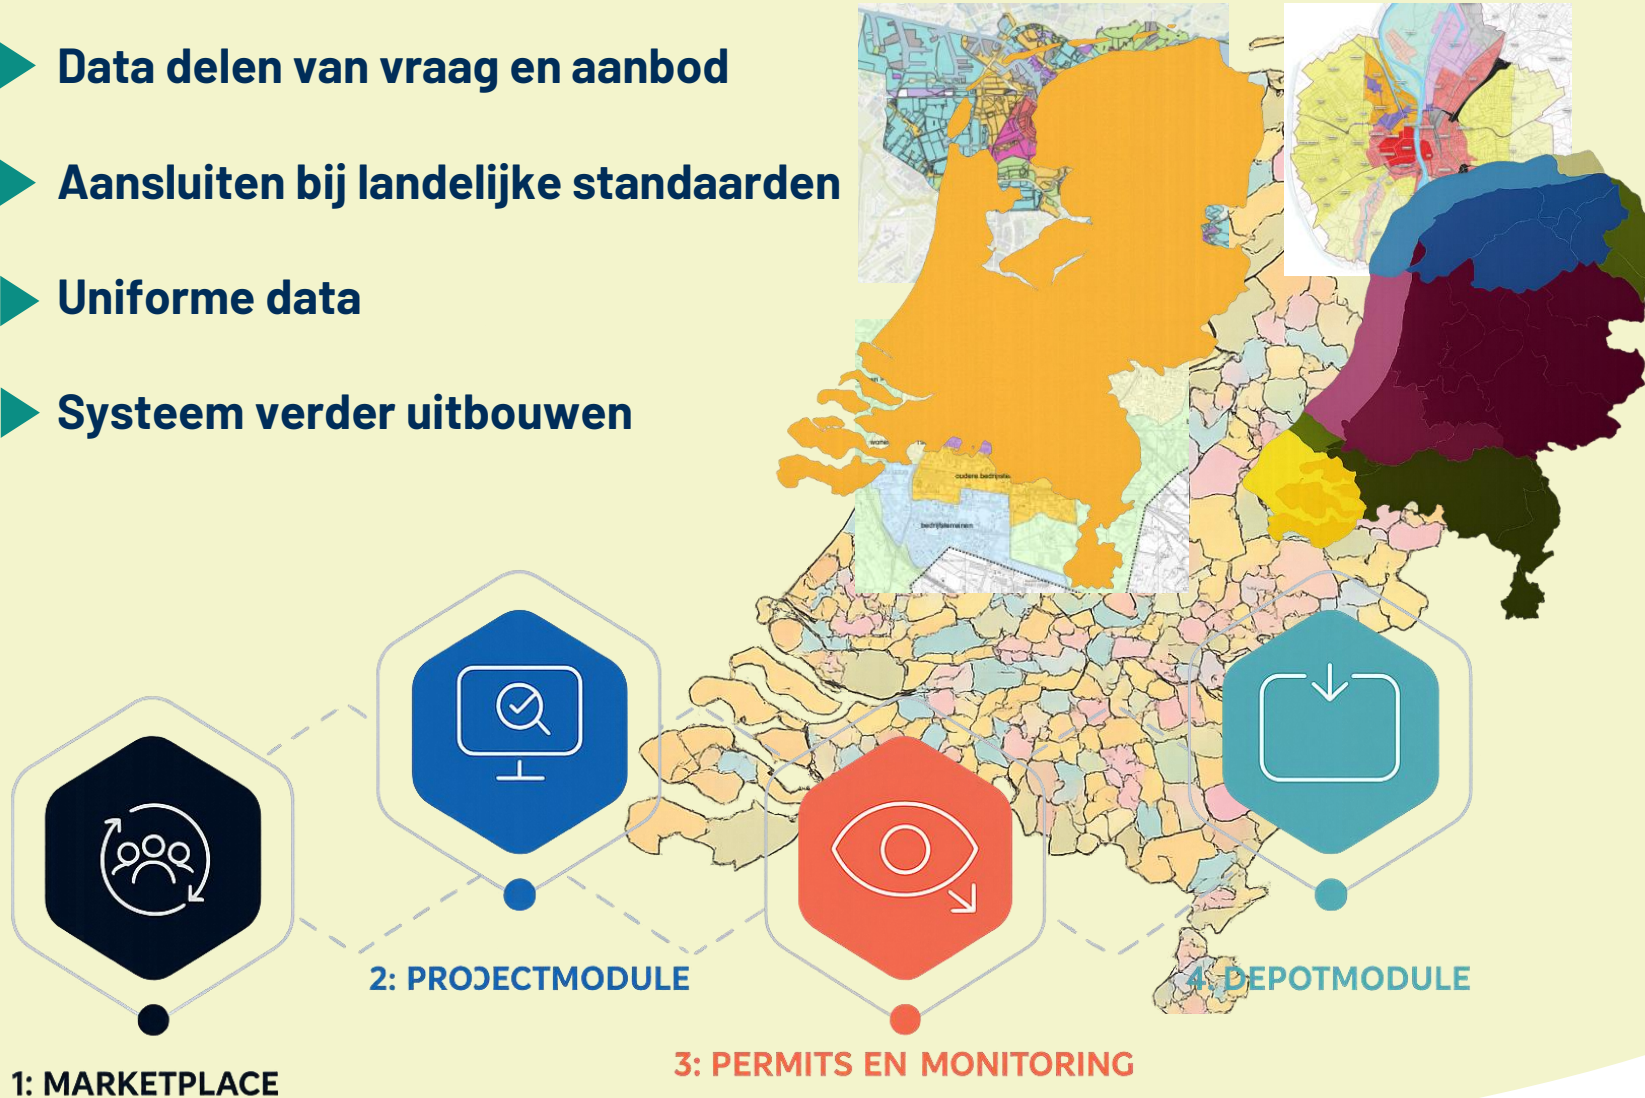 Data delen van vraag en aanbod
Aansluiten bij landelijke standaarden
Uniforme data
Systeem verder uitbouwen
bedrijfsterreinen
2: PROJECTMODULE
4. DEPOTMODULE
3: PERMITS EN MONITORING
1: MARKETPLACE